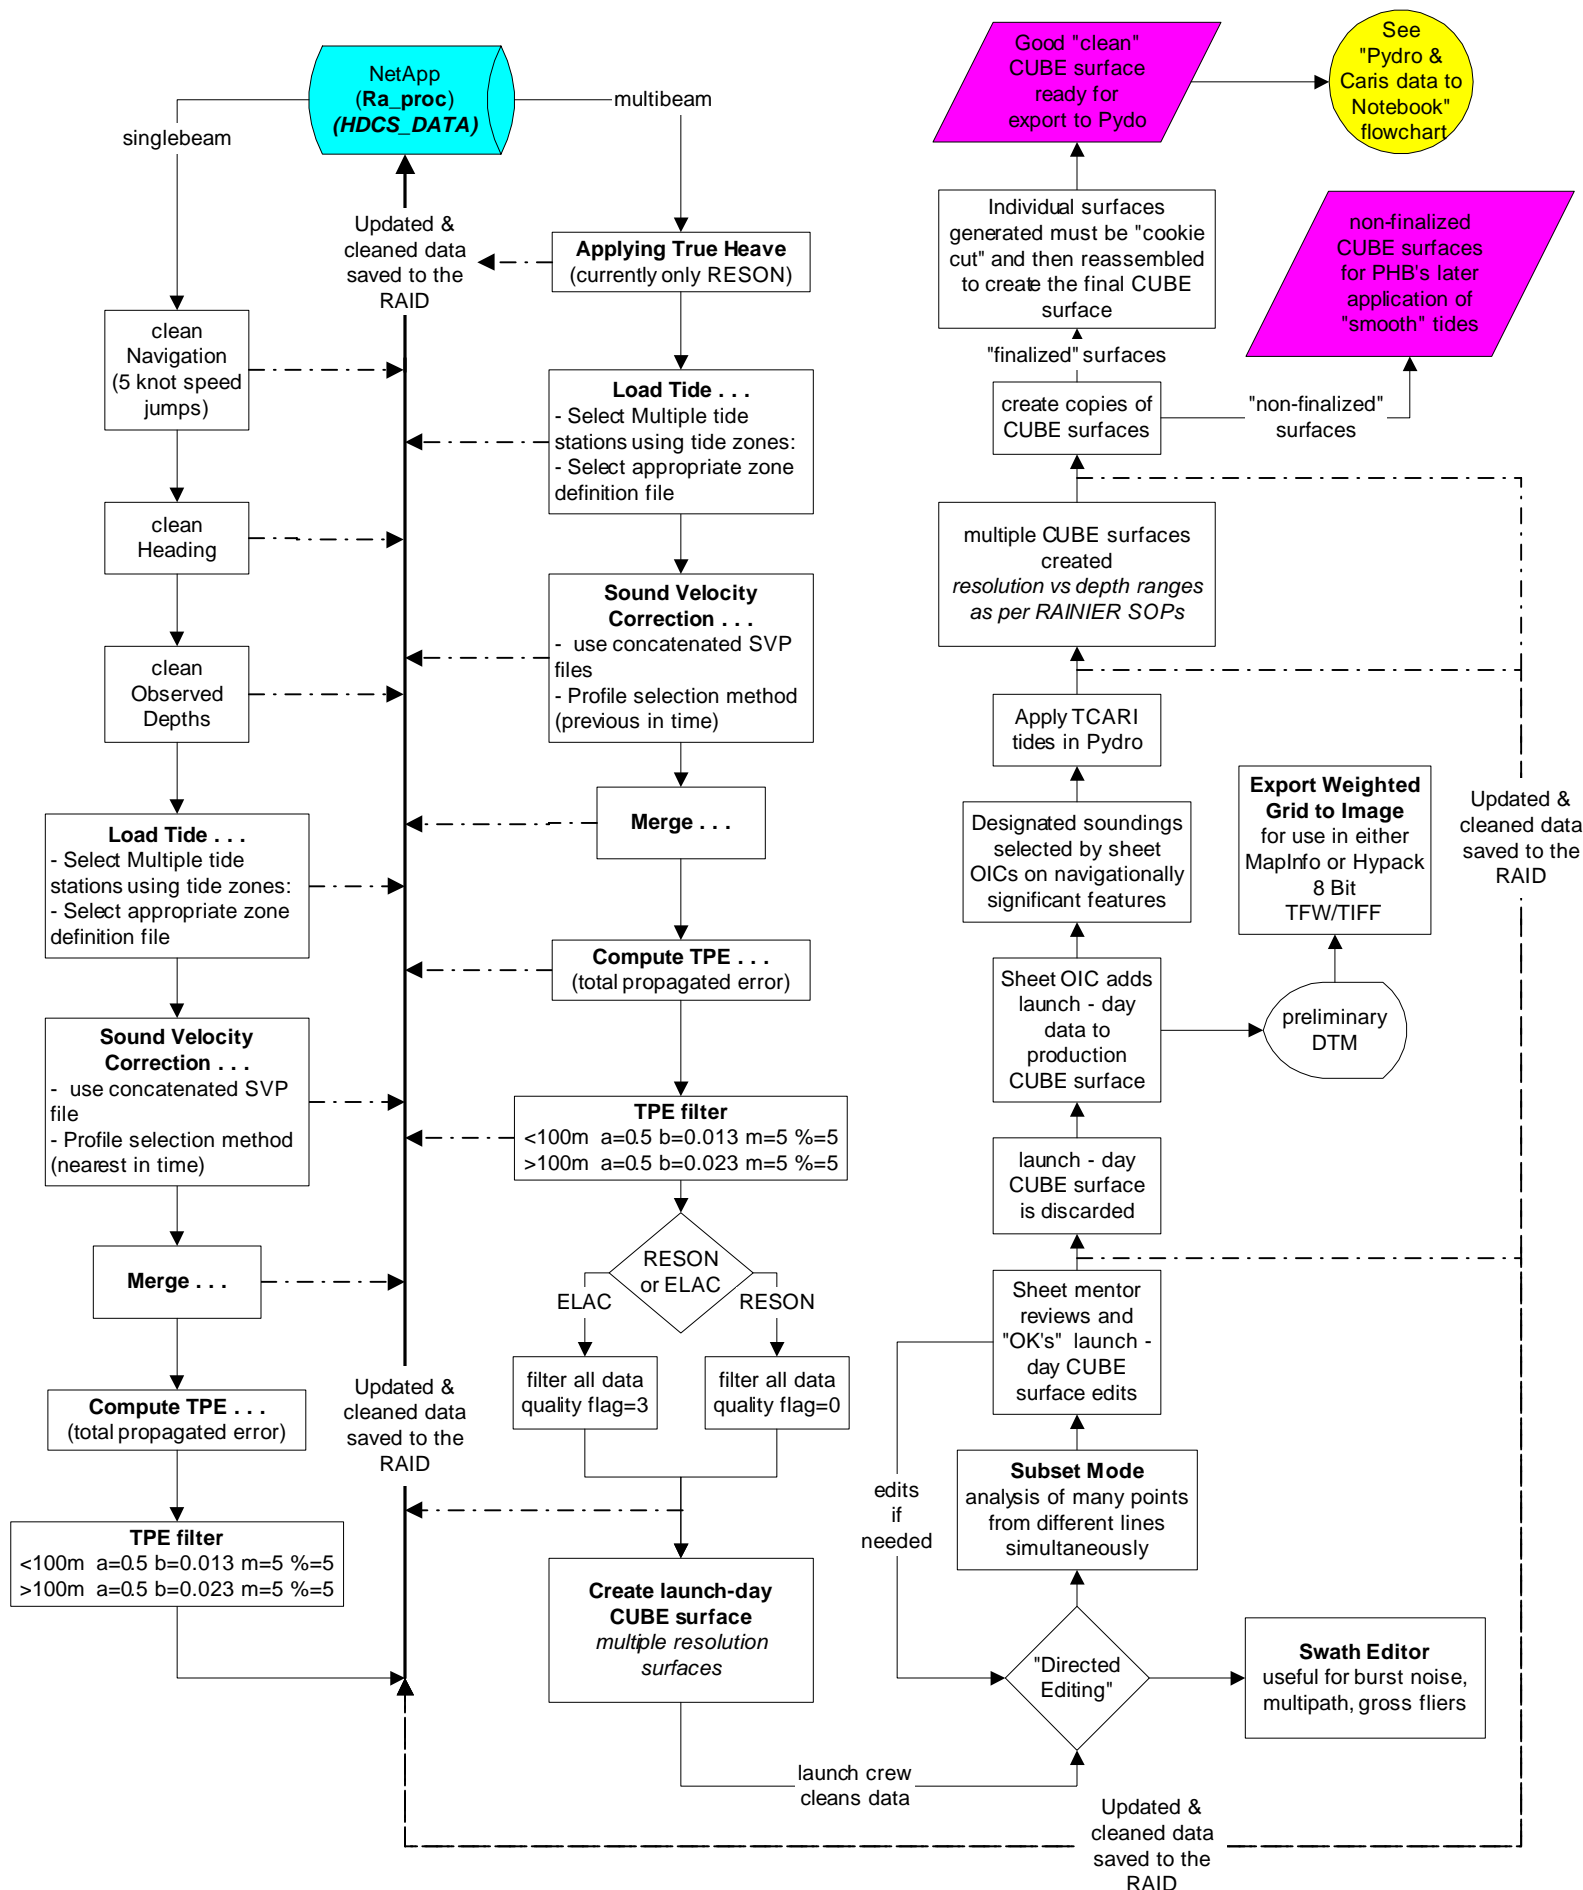 NetApp
(Ra_proc)
(HDCS_DATA)
singlebeam
multibeam
Updated &
cleaned data
saved to the
RAID
clean
Navigation
(5 knot speed
jumps)
clean
Heading
clean
Observed
Depths
Load Tide . . .
- Select Multiple tide
stations using tide zones:
- Select appropriate zone
definition file
Sound Velocity
Correction . . .
- use concatenated SVP
file
- Profile selection method
(nearest in time)
Merge . . .
Compute TPE . . .
(total propagated error)
TPE filter
<100m a=0.5 b=0.013 m=5 %=5
>100m a=0.5 b=0.023 m=5 %=5
Updated &
cleaned data
saved to the
RAID
Applying True Heave
(currently only RESON)
Load Tide . . .
- Select Multiple tide
stations using tide zones:
- Select appropriate zone
definition file
Sound Velocity
Correction . . .
- use concatenated SVP
files
- Profile selection method
(previous in time)
Merge . . .
Compute TPE . . .
(total propagated error)
TPE filter
<100m a=0.5 b=0.013 m=5 %=5
>100m a=0.5 b=0.023 m=5 %=5
RESON
or ELAC
ELAC
RESON
filter all data
quality flag=3
filter all data
quality flag=0
Create launch-day
CUBE surface
multiple resolution
surfaces
launch crew
cleans data
"Directed
Editing"
Swath Editor
useful for burst noise,
multipath, gross fliers
Subset Mode
analysis of many points
from different lines
simultaneously
edits
if
needed
Sheet mentor
reviews and
"OK's" launch -
day CUBE
surface edits
launch - day
CUBE surface
is discarded
Sheet OIC adds
launch - day
data to
production
CUBE surface
preliminary
DTM
Export Weighted
Grid to Image
for use in either
MapInfo or Hypack
8 Bit
TFW/TIFF
Designated soundings
selected by sheet
OICs on navigationally
significant features
Apply TCARI
tides in Pydro
multiple CUBE surfaces
created
resolution vs depth ranges
as per RAINIER SOPs
create copies of
CUBE surfaces
"finalized" surfaces
"non-finalized"
surfaces
Individual surfaces
generated must be "cookie
cut" and then reassembled
to create the final CUBE
surface
non-finalized
CUBE surfaces
for PHB's later
application of
"smooth" tides
Good "clean"
CUBE surface
ready for
export to Pydo
See
"Pydro &
Caris data to
Notebook"
flowchart
Updated &
cleaned data
saved to the
RAID
Updated &
cleaned data
saved to the
RAID